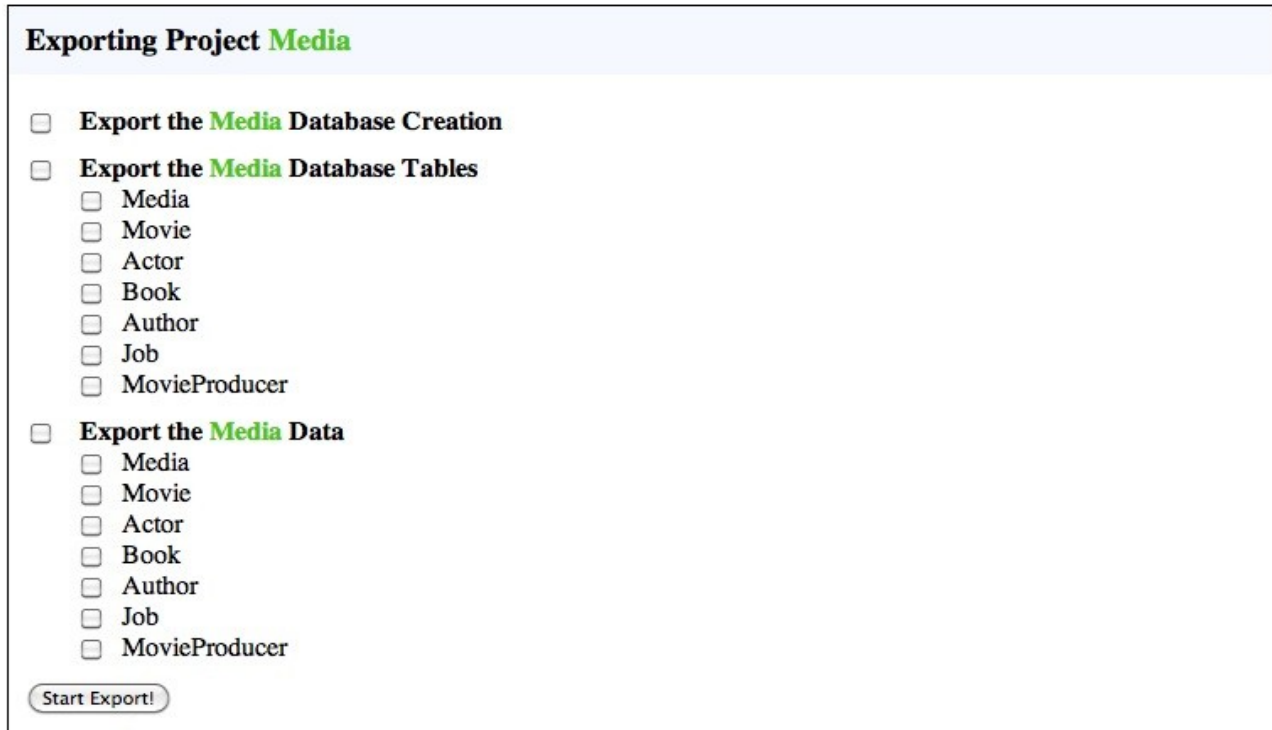 Exporting Project Media
Export the Media Database Creation
Export the Media Database Tables
Media
Movie
Actor
Book
Author
Job
MovieProducer
Export the Media Data
Media
Movie
Actor
Book
Author
Job
MovieProducer
Start Export!